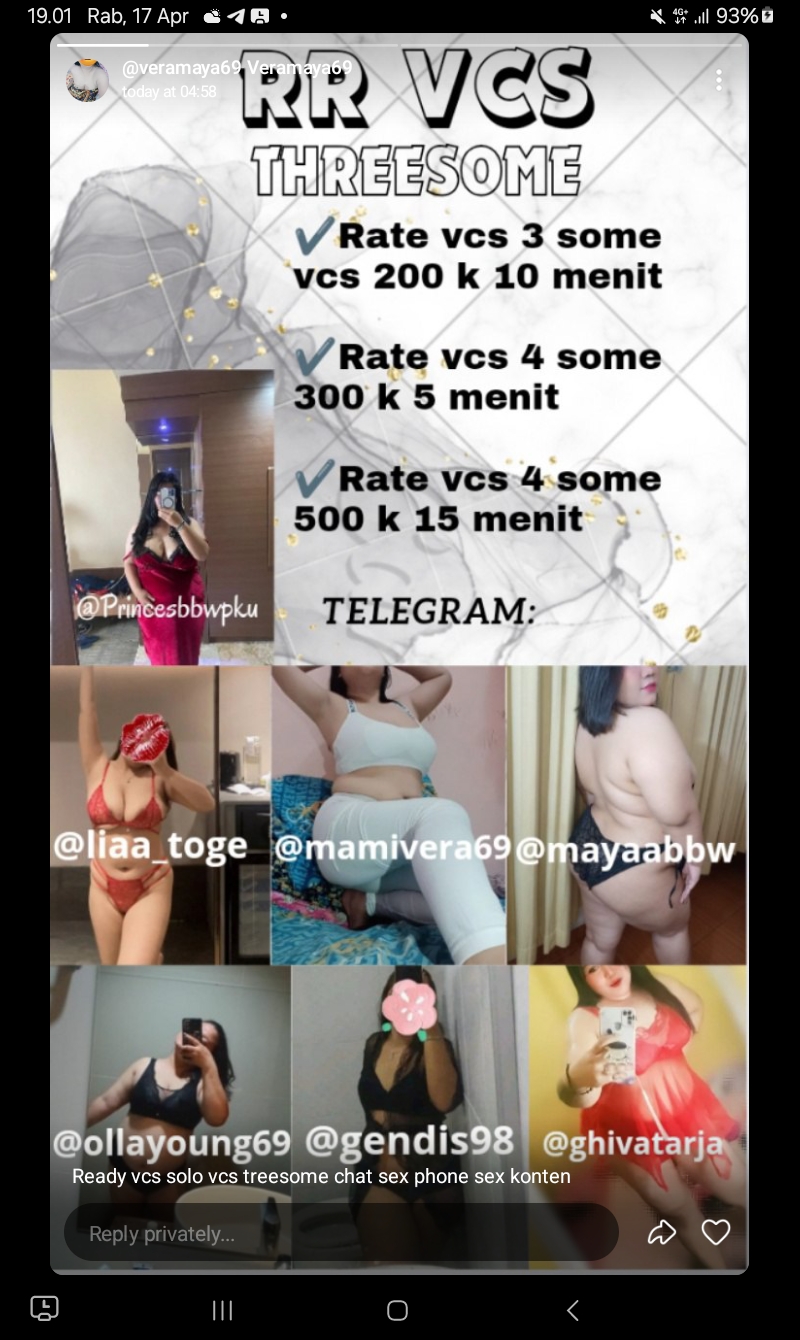 19.01 Rab, 17 Apr
4G+ 93%
@veramaya69 Veramaya69
today at 04:58
RR VCS
THREESOME
✔Rate vcs 3 some
vcs 200 k 10 menit
✔Rate vcs 4 some
300 k 5 menit
✔Rate vcs 4 some
500 k 15 menit
@Princesbbwpku
TELEGRAM:
@liaa_toge
@mamivera69
@mayaabbw
@ollayoung69
@gendis98
@ghivatarja
Ready vcs solo vcs treesome chat sex phone sex konten
Reply privately...